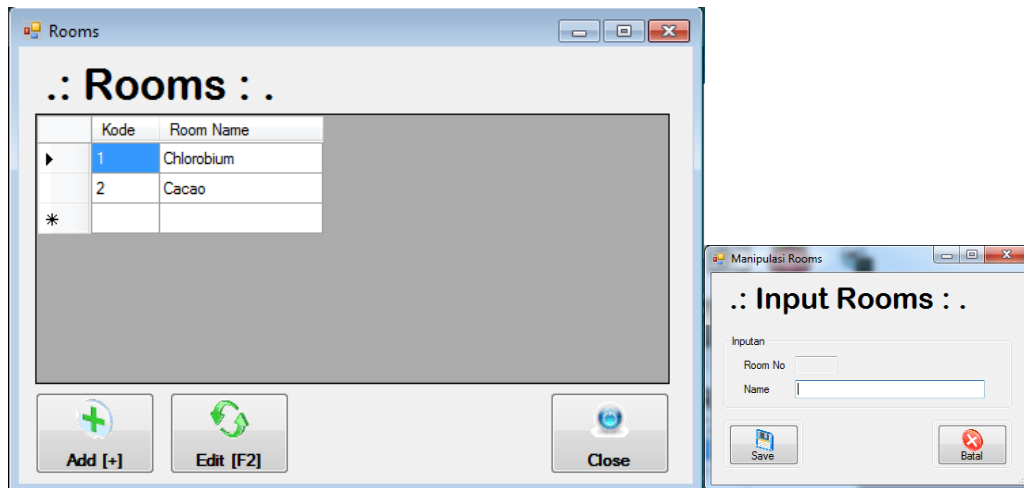 Rooms
.: Rooms : .
Kode Room Name
1 Chlorobium
2 Cacao
Add [+] Edit [F2] Close
Manipulasi Rooms
.: Input Rooms : .
Inputan
Room No
Name
Save Batal